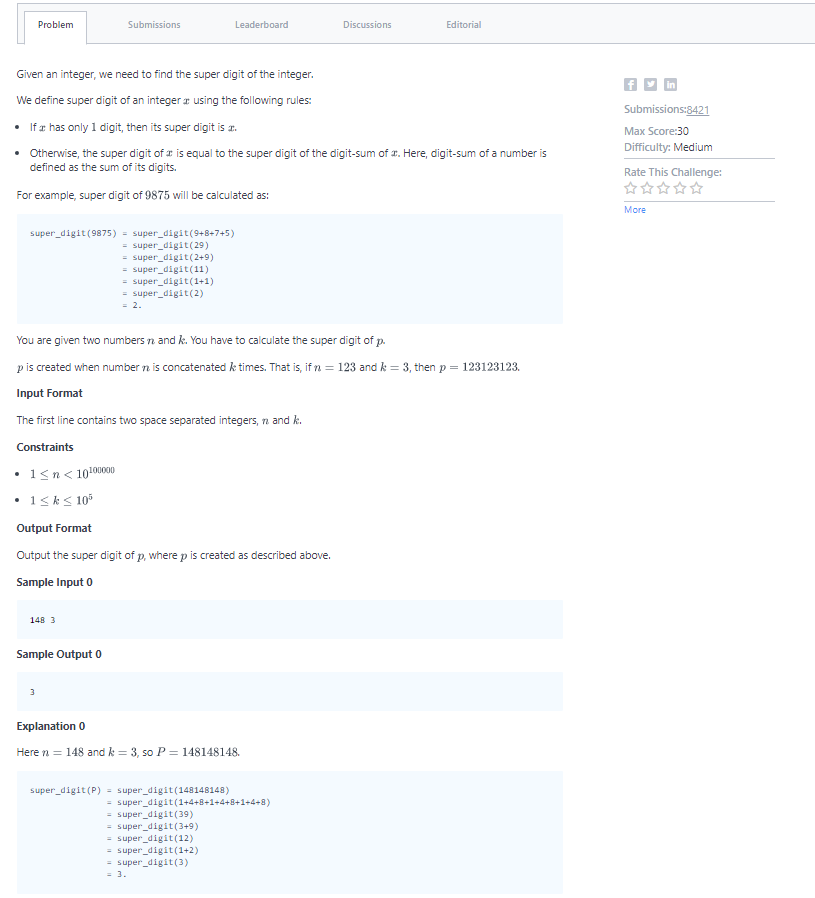 Problem Submissions Leaderboard Discussions Editorial
Given an integer, we need to find the super digit of the integer.
We define super digit of an integer x using the following rules:
• If x has only 1 digit, then its super digit is x.
• Otherwise, the super digit of x is equal to the super digit of the digit-sum of x. Here, digit-sum of a number is
defined as the sum of its digits.
For example, super digit of 9875 will be calculated as:
super_digit(9875) = super_digit(9+8+7+5)
= super_digit(29)
= super_digit(2+9)
= super_digit(11)
= super_digit(1+1)
= super_digit(2)
= 2.
You are given two numbers n and k. You have to calculate the super digit of p.
p is created when number n is concatenated k times. That is, if n = 123 and k = 3, then p = 123123123.
Input Format
The first line contains two space separated integers, n and k.
Constraints
• 1 ≤ n < 10^100000
• 1 ≤ k ≤ 10^5
Output Format
Output the super digit of p, where p is created as described above.
Sample Input 0
148 3
Sample Output 0
3
Explanation 0
Here n = 148 and k = 3, so P = 148148148.
super_digit(P) = super_digit(148148148)
= super_digit(1+4+8+1+4+8+1+4+8)
= super_digit(39)
= super_digit(3+9)
= super_digit(12)
= super_digit(1+2)
= super_digit(3)
= 3.
f in
Submissions:8421
Max Score:30
Difficulty: Medium
Rate This Challenge:
More